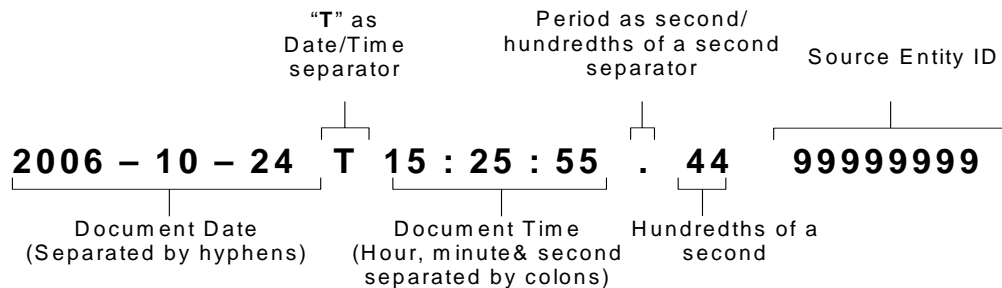 “T” as
Date/Time
separator
Period as second/
hundredths of a second
separator
Source Entity ID
2006 – 10 – 24 T 15 : 25 : 55 . 44 99999999
Document Date
(Separated by hyphens)
Document Time
(Hour, minute& second
separated by colons)
Hundredths of a
second